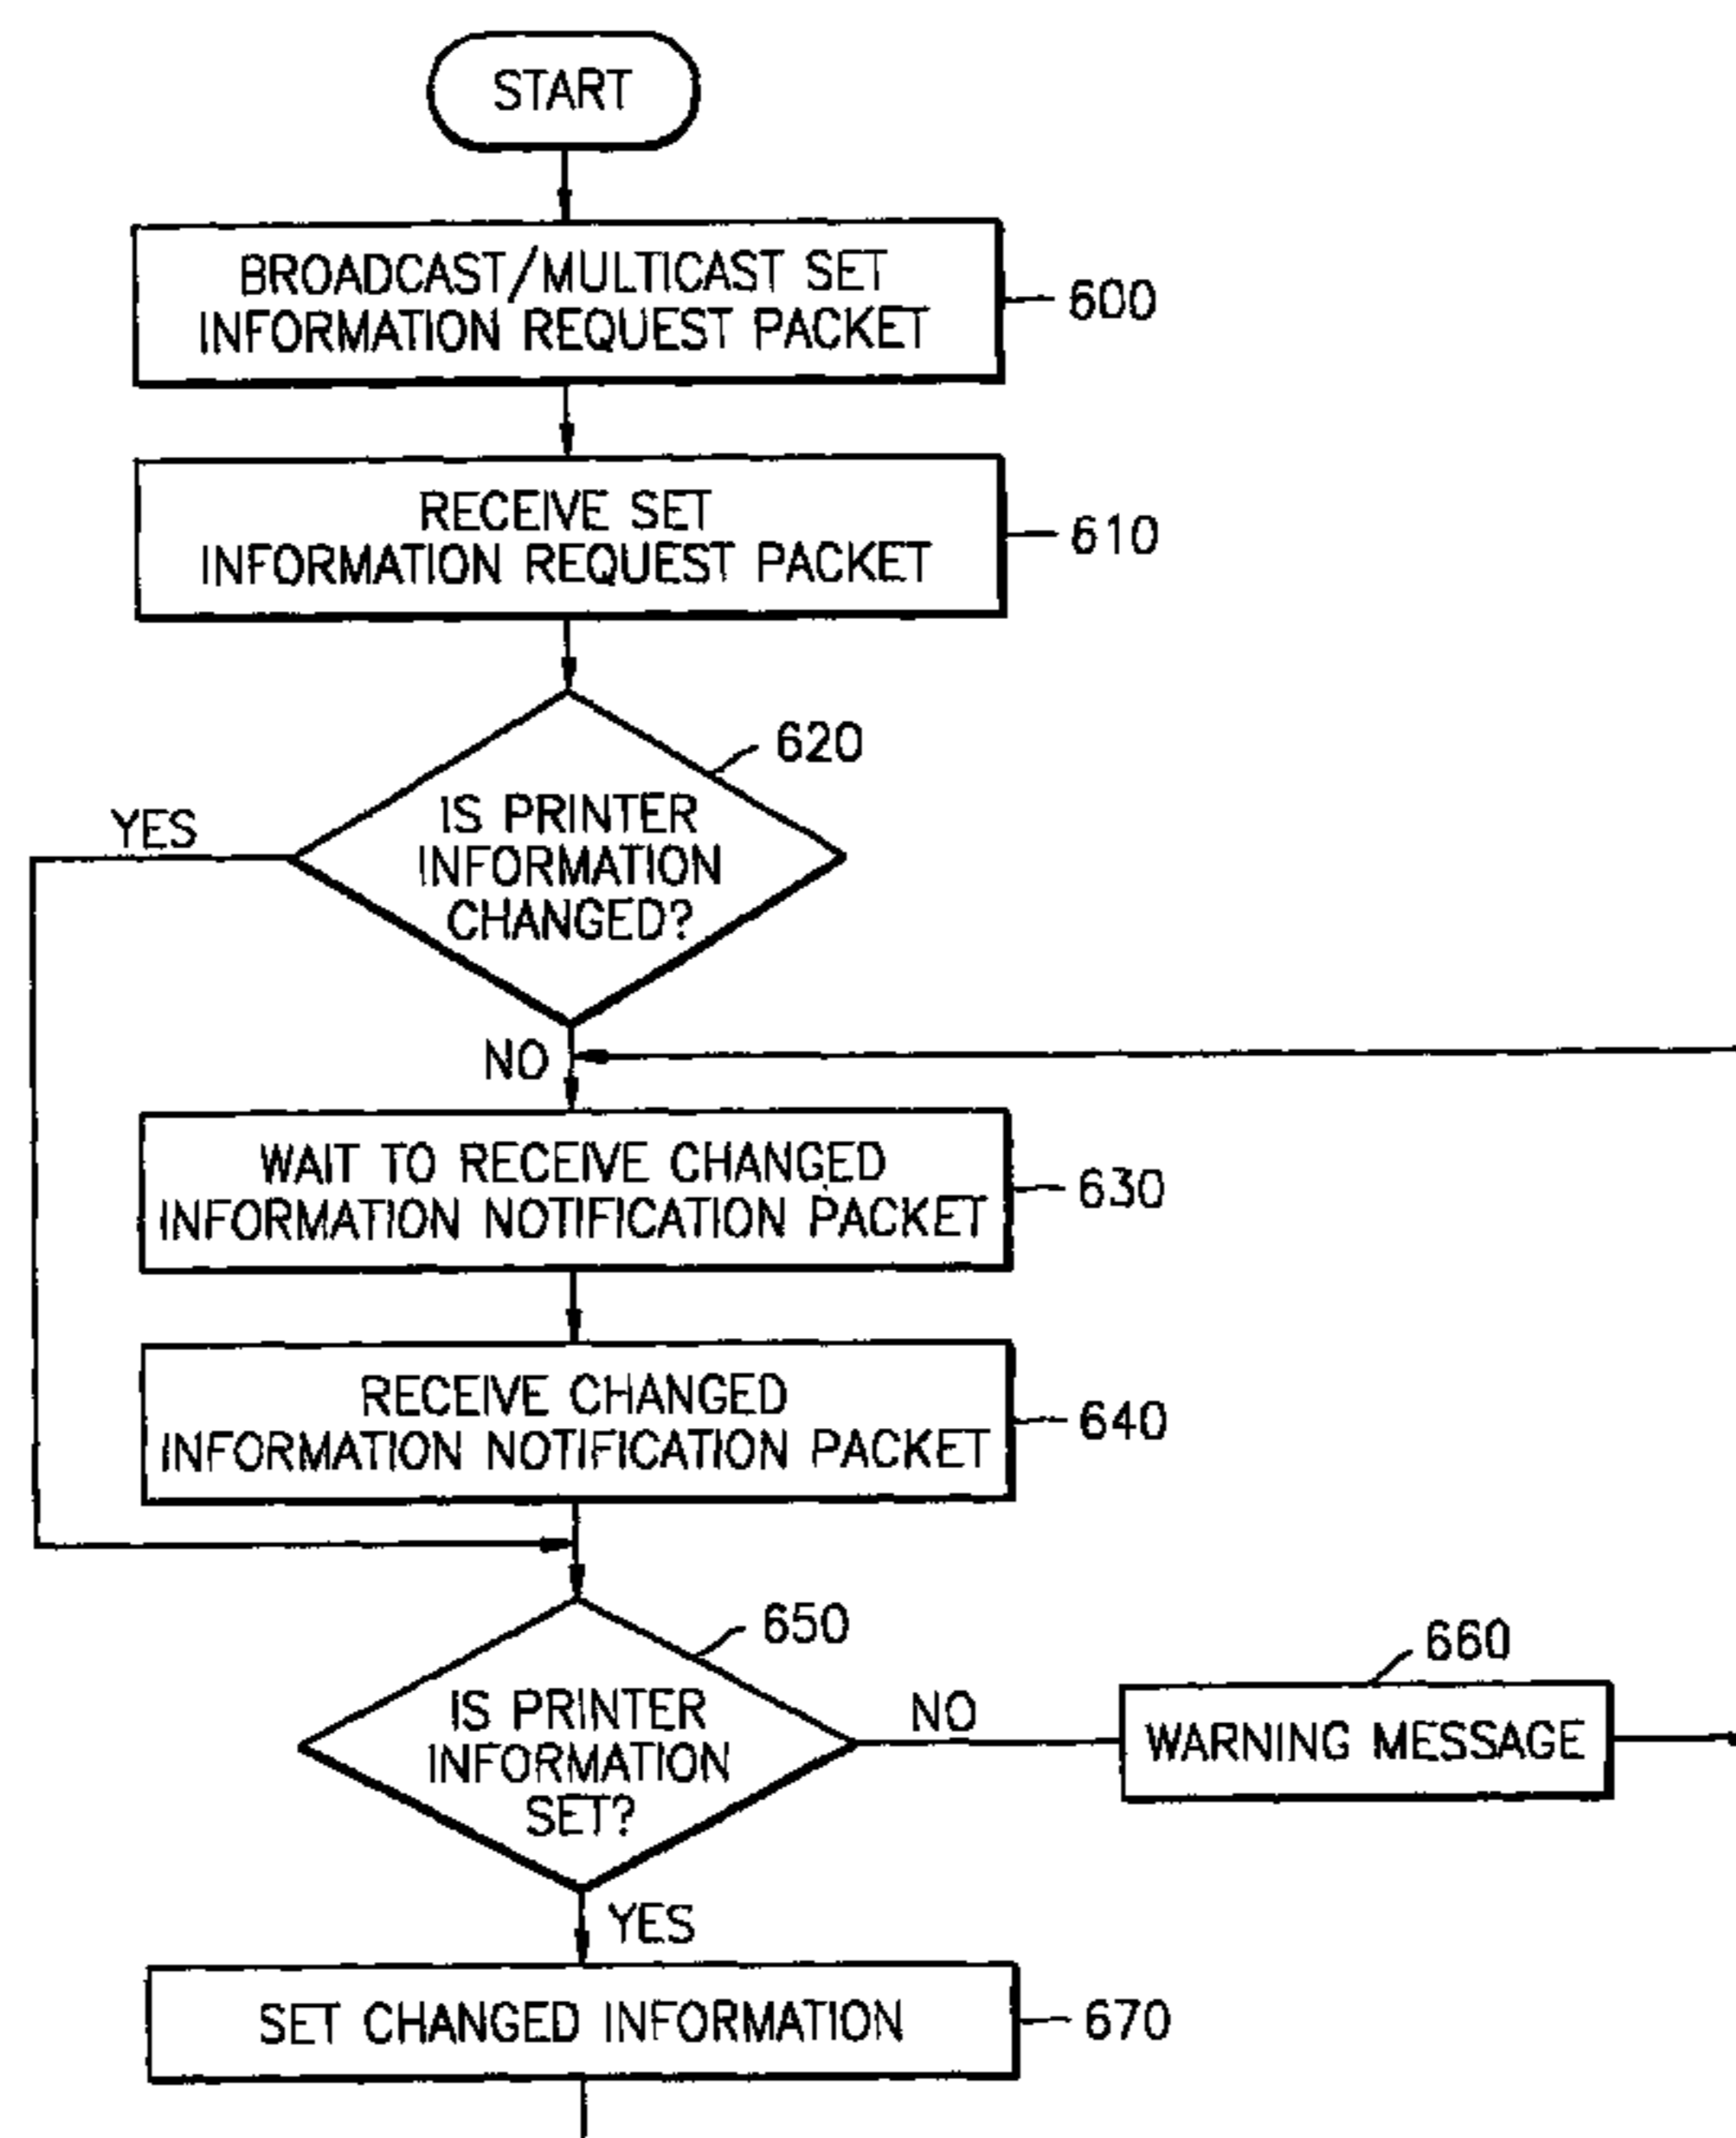 START
BROADCAST/MULTICAST SET
INFORMATION REQUEST PACKET
600
RECEIVE SET
INFORMATION REQUEST PACKET
610
620
IS PRINTER
INFORMATION
CHANGED?
YES
NO
WAIT TO RECEIVE CHANGED
INFORMATION NOTIFICATION PACKET
630
RECEIVE CHANGED
INFORMATION NOTIFICATION PACKET
640
650
IS PRINTER
INFORMATION
SET?
NO
660
WARNING MESSAGE
YES
SET CHANGED INFORMATION
670